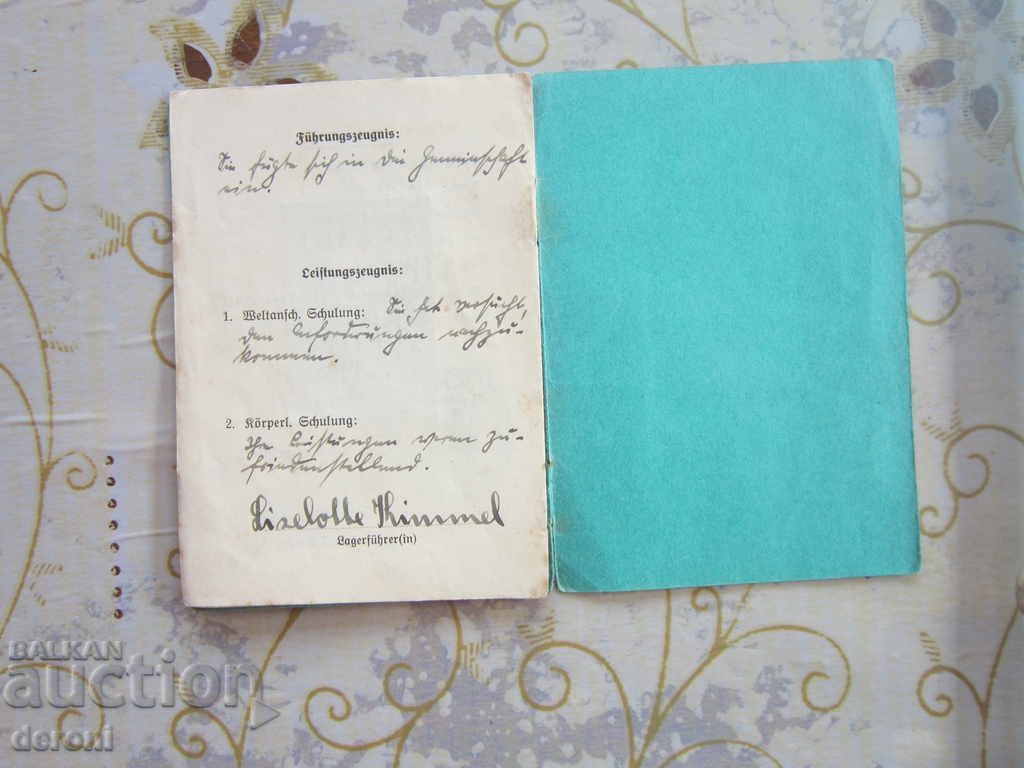 Führungszeugnis:
Sie fügte sich in die Gemeinschaft
ein.
Leistungszeugnis:
1. Weltansch. Schulung: Sie hat versucht,
den Anforderungen nachzu-
kommen.
2. Körperl. Schulung:
Ihre Leistungen waren zu-
friedenstellend.
Liselotte Kimmel
Lagerführer(in)
BALKAN
auction
deroni